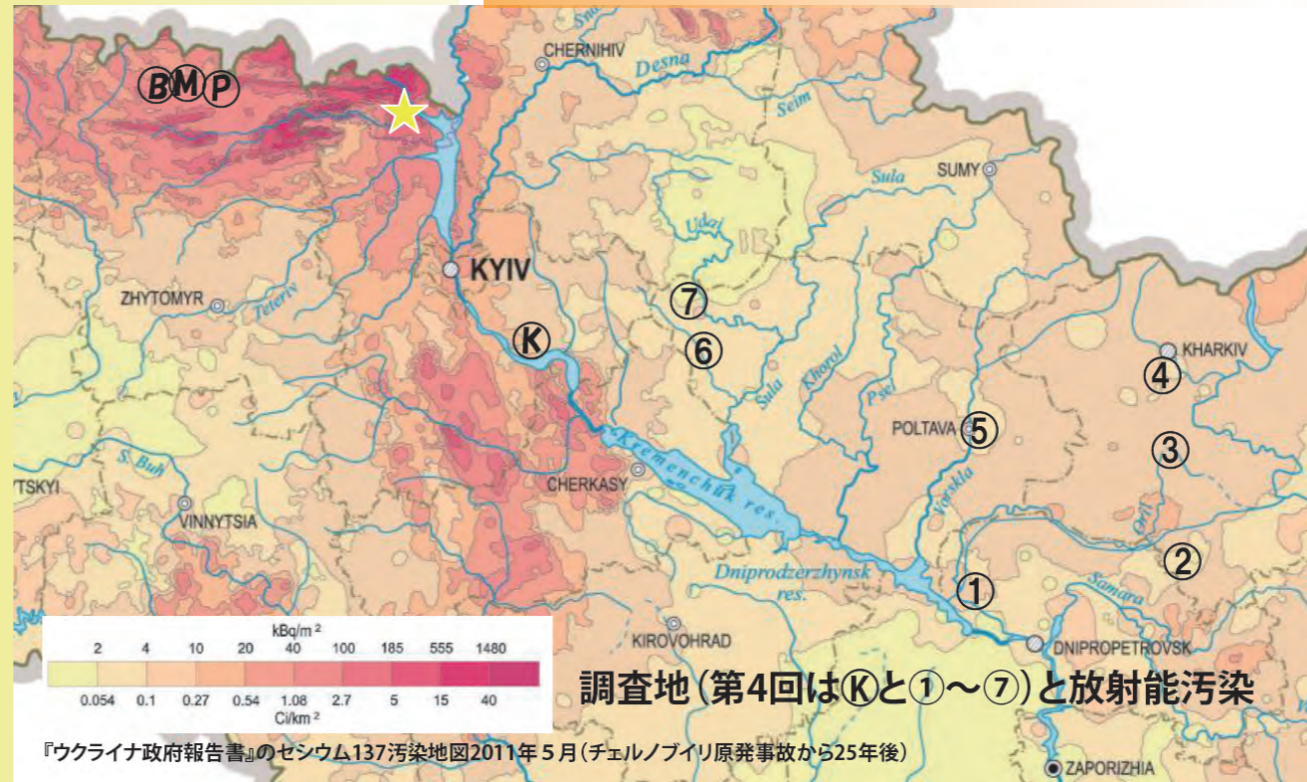 Snov
CHERNIHIV
Desna
Seim
Ⓑ Ⓜ Ⓟ
SUMY
Sula
Udai
KYIV
ZHYTOMYR
Teteriv
⑦
⑥
Ⓚ
Sula
Khorol
Psel
KHARKIV
④
POLTAVA
⑤
③
Vorskla
Kremenchuk res.
CHERKASY
S. Buh
VINNYTSIA
Oril
②
①
Samara
Dniprodzerzhynsk
res.
KIROVOHRAD
DNIPROPETROVSK
kBq/m²
2 4 10 20 40 100 185 555 1480
0.054 0.1 0.27 0.54 1.08 2.7 5 15 40
Ci/km²
調査地（第4回はⓀと①～⑦）と放射能汚染
『ウクライナ政府報告書』のセシウム137汚染地図2011年５月（チェルノブイリ原発事故から25年後）
ZAPORIZHIA